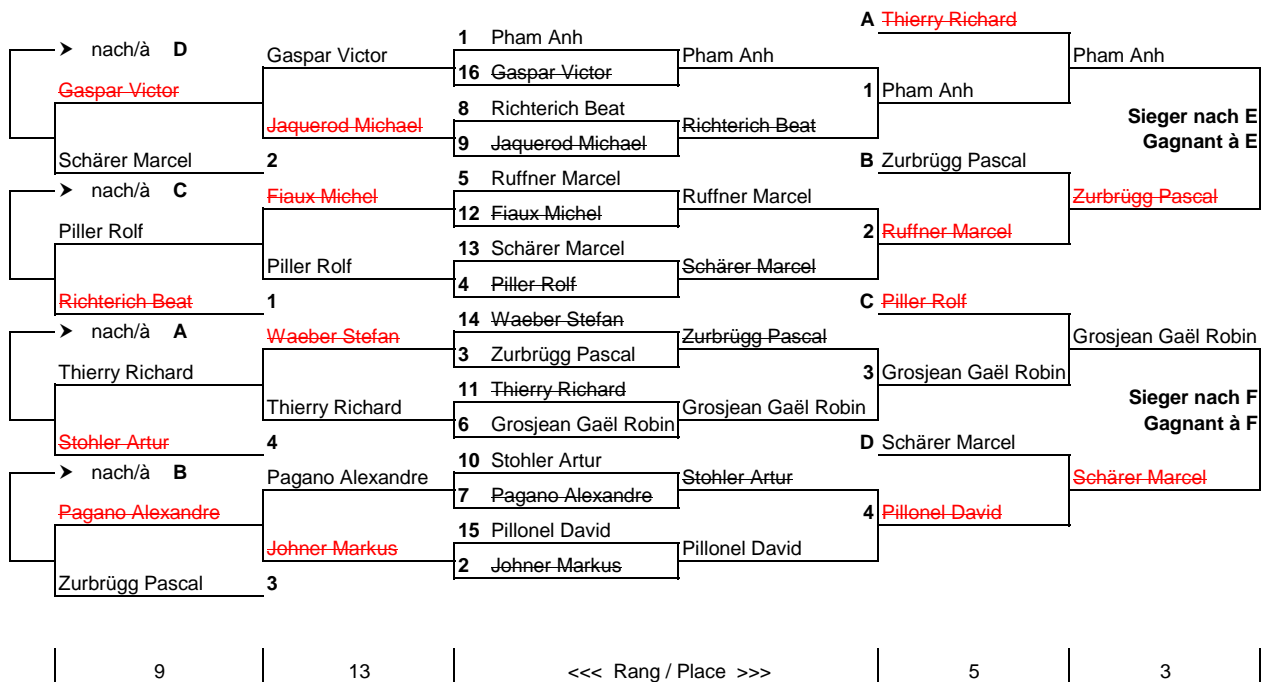 A Thierry Richard
nach/à D
Gaspar Victor
1 Pham Anh
Pham Anh
Pham Anh
16 Gaspar Victor
Gaspar Victor
1 Pham Anh
8 Richterich Beat
Sieger nach E
Jaquerod Michael
Richterich Beat
9 Jaquerod Michael
Gagnant à E
Schärer Marcel
2
B Zurbrügg Pascal
5 Ruffner Marcel
nach/à C
Fiaux Michel
Ruffner Marcel
Zurbrügg Pascal
12 Fiaux Michel
Piller Rolf
2 Ruffner Marcel
13 Schärer Marcel
Piller Rolf
Schärer Marcel
4 Piller Rolf
Richterich Beat
1
C Piller Rolf
14 Waeber Stefan
nach/à A
Waeber Stefan
Zurbrügg Pascal
Grosjean Gaël Robin
3 Zurbrügg Pascal
Thierry Richard
3 Grosjean Gaël Robin
11 Thierry Richard
Sieger nach F
Thierry Richard
Grosjean Gaël Robin
6 Grosjean Gaël Robin
Gagnant à F
Stohler Artur
4
D Schärer Marcel
10 Stohler Artur
nach/à B
Pagano Alexandre
Stohler Artur
Schärer Marcel
7 Pagano Alexandre
Pagano Alexandre
4 Pillonel David
15 Pillonel David
Johner Markus
Pillonel David
2 Johner Markus
Zurbrügg Pascal
3
9 13 <<< Rang / Place >>> 5 3